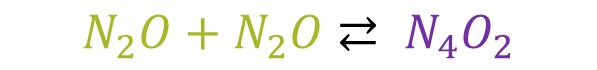 N₂O + N₂O ⇄ N₄O₂